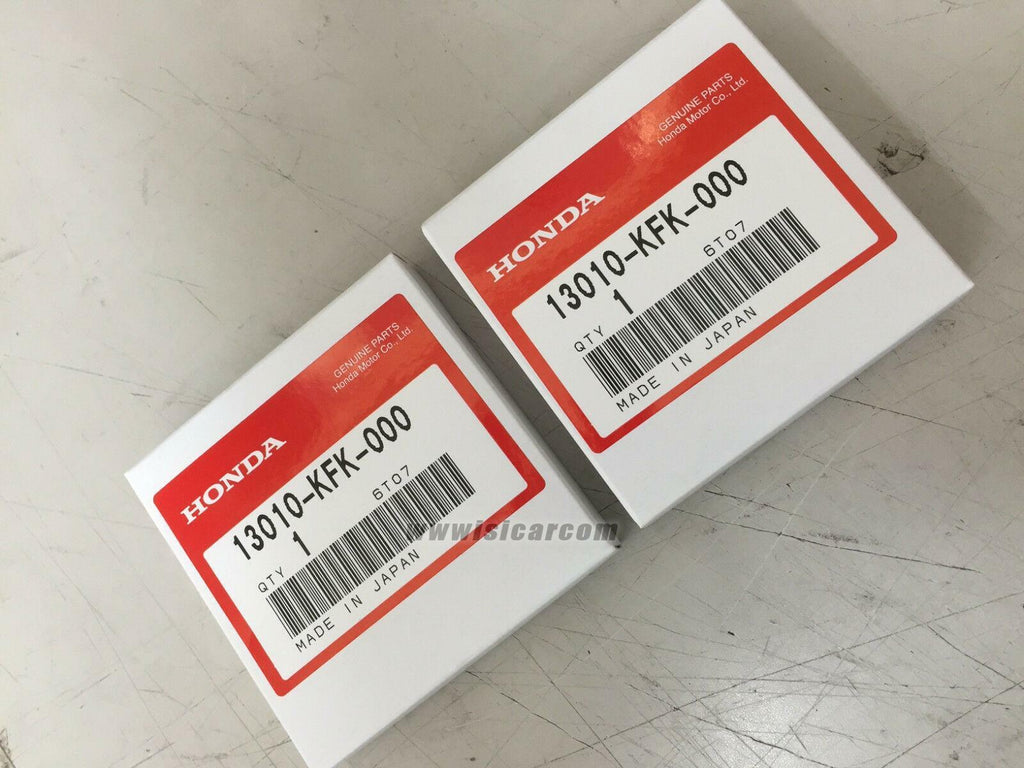 GENUINE PARTS
Honda Motor Co., Ltd.
HONDA
13010-KFK-000
6T07
QTY 1
MADE IN JAPAN
GENUINE PARTS
Honda Motor Co., Ltd.
HONDA
13010-KFK-000
6T07
QTY 1
MADE IN JAPAN
wwwisicarcom